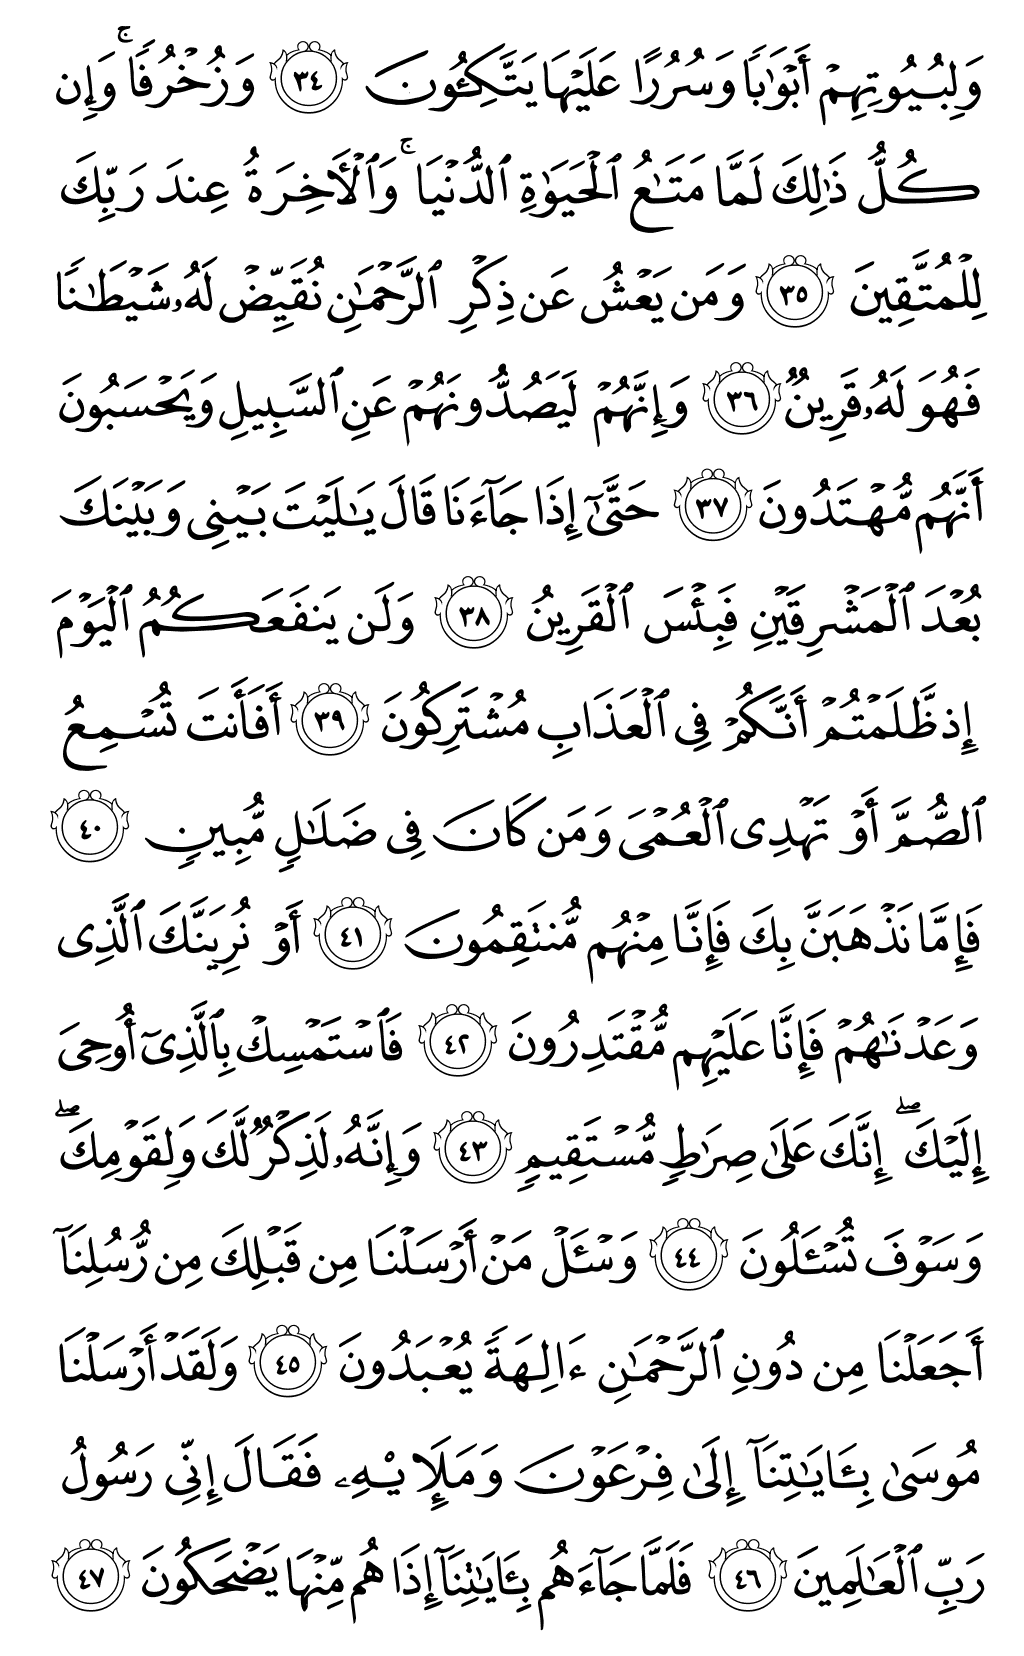 وَلِبُيُوتِهِمۡ أَبۡوَٰبٗا وَسُرُرًا عَلَيۡهَا يَتَّكِـُٔونَ ٣٤ وَزُخۡرُفٗاۚ وَإِن
كُلُّ ذَٰلِكَ لَمَّا مَتَٰعُ ٱلۡحَيَوٰةِ ٱلدُّنۡيَاۚ وَٱلۡأٓخِرَةُ عِندَ رَبِّكَ
لِلۡمُتَّقِينَ ٣٥ وَمَن يَعۡشُ عَن ذِكۡرِ ٱلرَّحۡمَٰنِ نُقَيِّضۡ لَهُۥ شَيۡطَٰنٗا
فَهُوَ لَهُۥ قَرِينٞ ٣٦ وَإِنَّهُمۡ لَيَصُدُّونَهُمۡ عَنِ ٱلسَّبِيلِ وَيَحۡسَبُونَ
أَنَّهُم مُّهۡتَدُونَ ٣٧ حَتَّىٰٓ إِذَا جَآءَنَا قَالَ يَٰلَيۡتَ بَيۡنِي وَبَيۡنَكَ
بُعۡدَ ٱلۡمَشۡرِقَيۡنِ فَبِئۡسَ ٱلۡقَرِينُ ٣٨ وَلَن يَنفَعَكُمُ ٱلۡيَوۡمَ
إِذ ظَّلَمۡتُمۡ أَنَّكُمۡ فِي ٱلۡعَذَابِ مُشۡتَرِكُونَ ٣٩ أَفَأَنتَ تُسۡمِعُ
ٱلصُّمَّ أَوۡ تَهۡدِي ٱلۡعُمۡيَ وَمَن كَانَ فِي ضَلَٰلٖ مُّبِينٖ ٤٠
فَإِمَّا نَذۡهَبَنَّ بِكَ فَإِنَّا مِنۡهُم مُّنتَقِمُونَ ٤١ أَوۡ نُرِيَنَّكَ ٱلَّذِي
وَعَدۡنَٰهُمۡ فَإِنَّا عَلَيۡهِم مُّقۡتَدِرُونَ ٤٢ فَٱسۡتَمۡسِكۡ بِٱلَّذِيٓ أُوحِيَ
إِلَيۡكَۖ إِنَّكَ عَلَىٰ صِرَٰطٖ مُّسۡتَقِيمٖ ٤٣ وَإِنَّهُۥ لَذِكۡرٞ لَّكَ وَلِقَوۡمِكَۖ
وَسَوۡفَ تُسۡـَٔلُونَ ٤٤ وَسۡـَٔلۡ مَنۡ أَرۡسَلۡنَا مِن قَبۡلِكَ مِن رُّسُلِنَآ
أَجَعَلۡنَا مِن دُونِ ٱلرَّحۡمَٰنِ ءَالِهَةٗ يُعۡبَدُونَ ٤٥ وَلَقَدۡ أَرۡسَلۡنَا
مُوسَىٰ بِـَٔايَٰتِنَآ إِلَىٰ فِرۡعَوۡنَ وَمَلَإِيْهِۦ فَقَالَ إِنِّي رَسُولُ
رَبِّ ٱلۡعَٰلَمِينَ ٤٦ فَلَمَّا جَآءَهُم بِـَٔايَٰتِنَآ إِذَا هُم مِّنۡهَا يَضۡحَكُونَ ٤٧